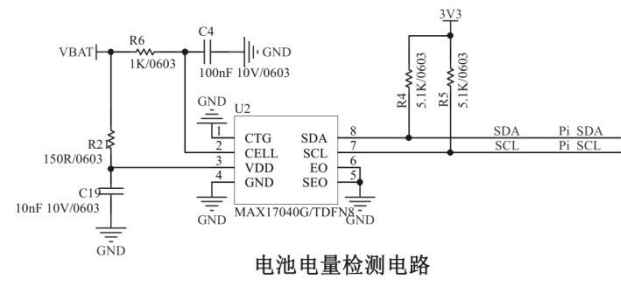 3V3
C4
R6
VBAT
GND
1K/0603
100nF 10V/0603
R4
5.1K/0603
R5
5.1K/0603
GND
U2
1 CTG SDA 8 SDA Pi SDA
2 CELL SCL 7 SCL Pi SCL
3 VDD EO 6
4 GND SEO 5
R21
150R/0603
C19
10nF 10V/0603
GND
MAX17040G/TDFN8
GND
GND
电池电量检测电路